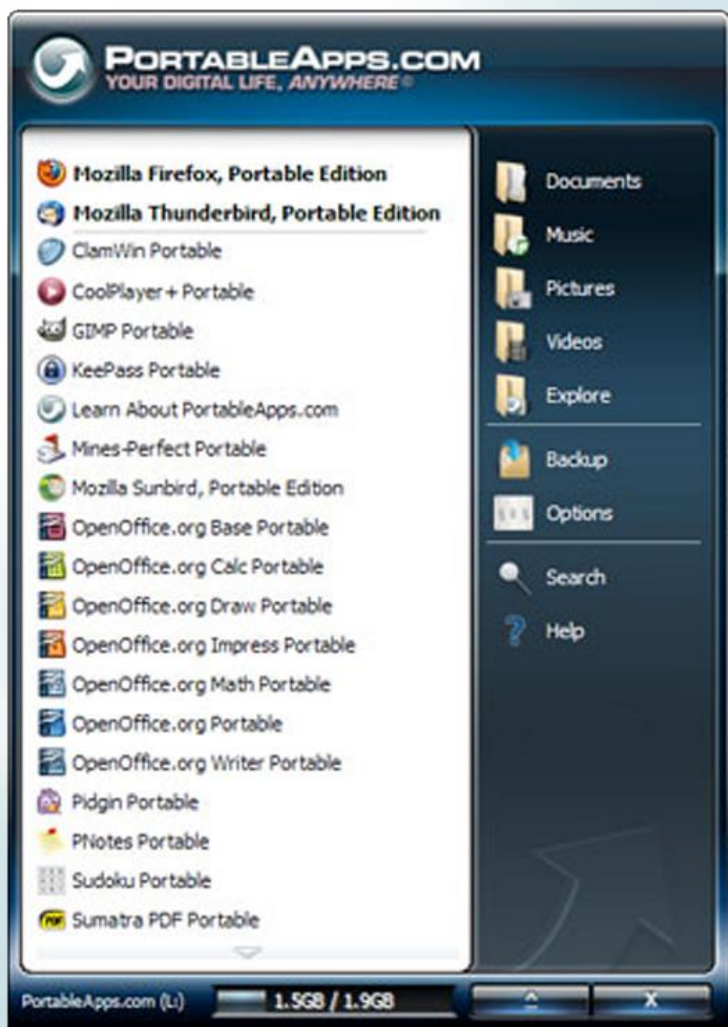 PORTABLEAPPS.COM
YOUR DIGITAL LIFE, ANYWHERE®
Mozilla Firefox, Portable Edition
Mozilla Thunderbird, Portable Edition
ClamWin Portable
CoolPlayer+ Portable
GIMP Portable
KeePass Portable
Learn About PortableApps.com
Mines-Perfect Portable
Mozilla Sunbird, Portable Edition
OpenOffice.org Base Portable
OpenOffice.org Calc Portable
OpenOffice.org Draw Portable
OpenOffice.org Impress Portable
OpenOffice.org Math Portable
OpenOffice.org Portable
OpenOffice.org Writer Portable
Pidgin Portable
PNotes Portable
Sudoku Portable
PDF Sumatra PDF Portable
Documents
Music
Pictures
Videos
Explore
Backup
Options
Search
? Help
PortableApps.com (L:) 1.5GB / 1.9GB X